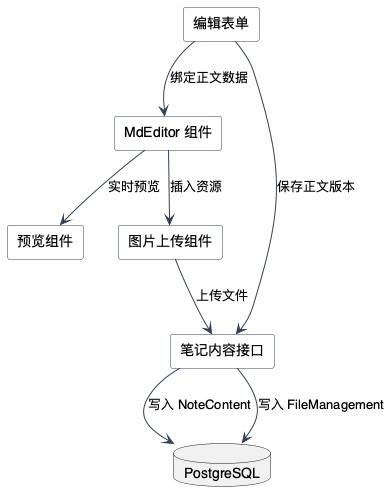 编辑表单
绑定正文数据
MdEditor 组件
实时预览
插入资源
保存正文版本
预览组件
图片上传组件
上传文件
笔记内容接口
写入 NoteContent
写入 FileManagement
PostgreSQL